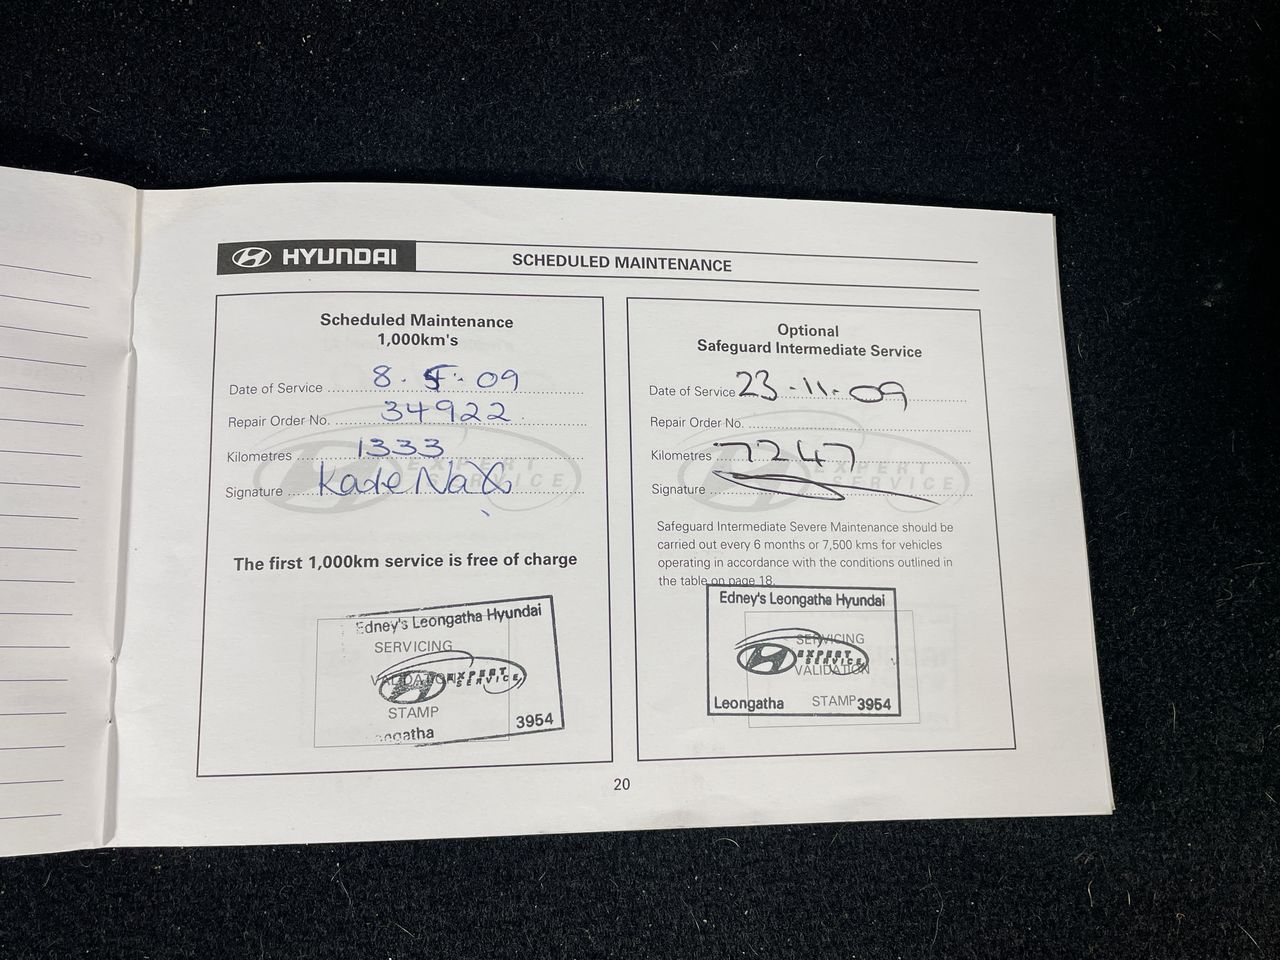 HYUNDAI
SCHEDULED MAINTENANCE
Scheduled Maintenance
1,000km's
Date of Service 8. 5. 09
Repair Order No. 34922
Kilometres 1333
Signature
EXPERT
SERVICE
The first 1,000km service is free of charge
Edney's Leongatha Hyundai
SERVICING
VALIDATION
EXPERT
SERVICE
STAMP
Leongatha 3954
Optional
Safeguard Intermediate Service
Date of Service 23-11-09
Repair Order No.
Kilometres 7247
Signature
EXPERT
SERVICE
Safeguard Intermediate Severe Maintenance should be
carried out every 6 months or 7,500 kms for vehicles
operating in accordance with the conditions outlined in
the table on page 18.
Edney's Leongatha Hyundai
SERVICING
EXPERT
SERVICE
VALIDATION
Leongatha STAMP 3954
20